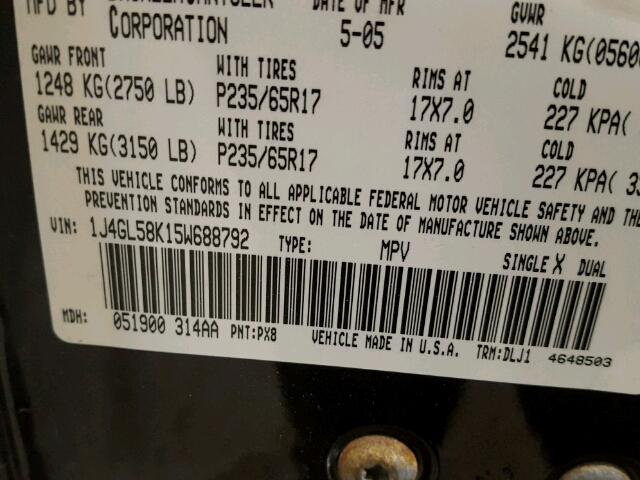 MFD BY DATE OF MFR GVWR
CORPORATION 5-05 2541 KG(0560
GAWR FRONT WITH TIRES RIMS AT COLD
1248 KG(2750 LB) P235/65R17 17X7.0 227 KPA(
GAWR REAR WITH TIRES RIMS AT COLD
1429 KG(3150 LB) P235/65R17 17X7.0 227 KPA( 33
THIS VEHICLE CONFORMS TO ALL APPLICABLE FEDERAL MOTOR VEHICLE SAFETY AND THE
PREVENTION STANDARDS IN EFFECT ON THE DATE OF MANUFACTURE SHOWN ABOVE.
VIN: 1J4GL58K15W688792 TYPE: MPV SINGLE X DUAL
MDH: 051900 314AA PNT:PX8 VEHICLE MADE IN U.S.A. TRM:DLJ1 4648503